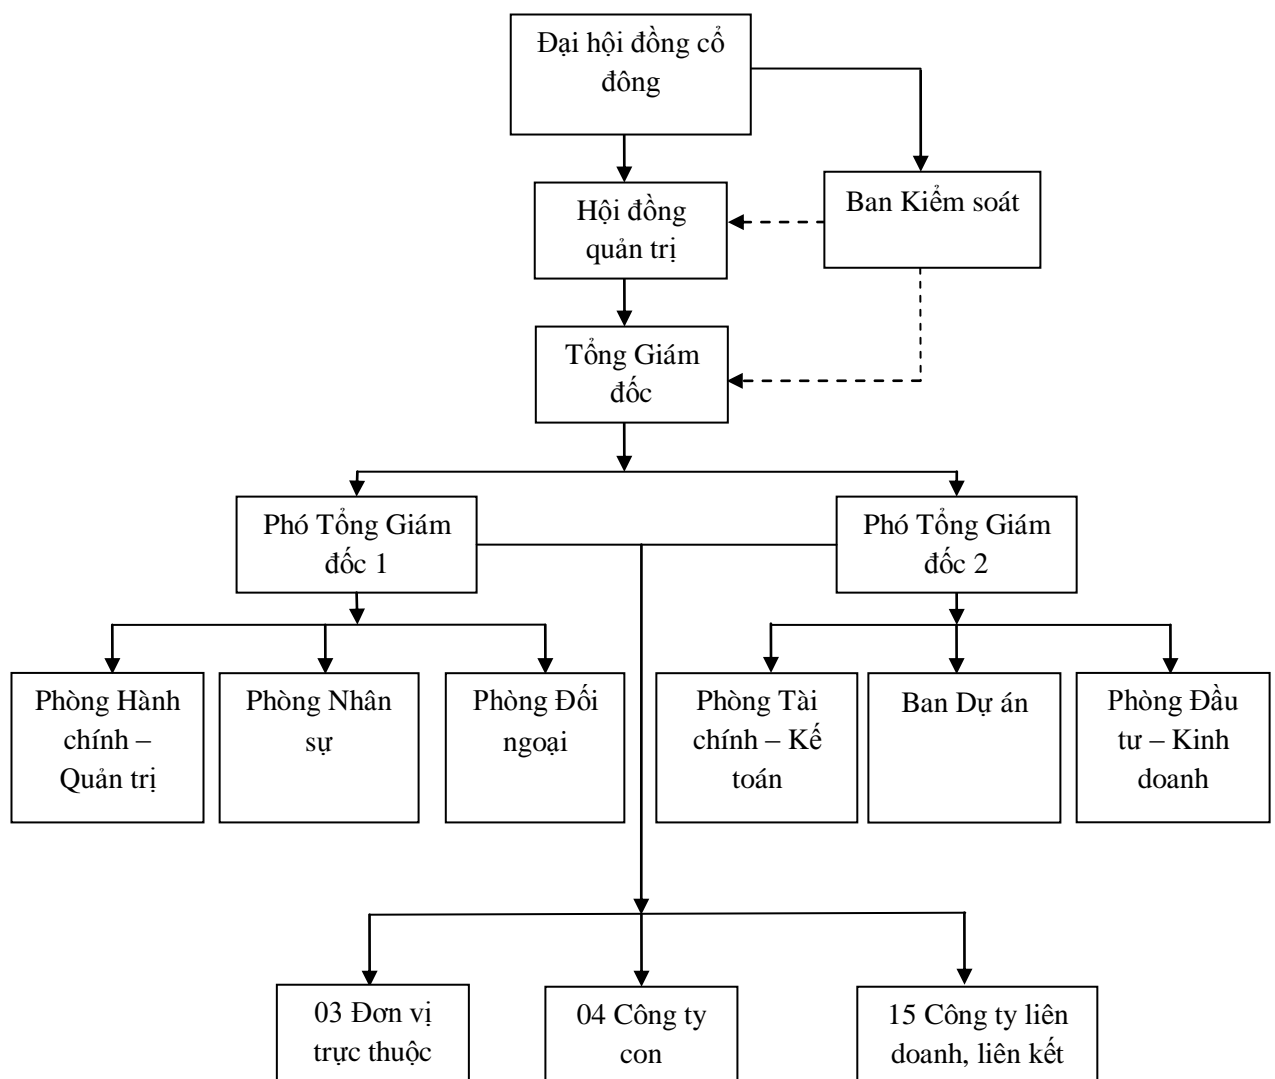 Đại hội đồng cổ
đông
Ban Kiểm soát
Hội đồng
quản trị
Tổng Giám
đốc
Phó Tổng Giám
đốc 1
Phó Tổng Giám
đốc 2
Phòng Hành
chính –
Quản trị
Phòng Nhân
sự
Phòng Đối
ngoại
Phòng Tài
chính – Kế
toán
Ban Dự án
Phòng Đầu
tư – Kinh
doanh
03 Đơn vị
trực thuộc
04 Công ty
con
15 Công ty liên
doanh, liên kết